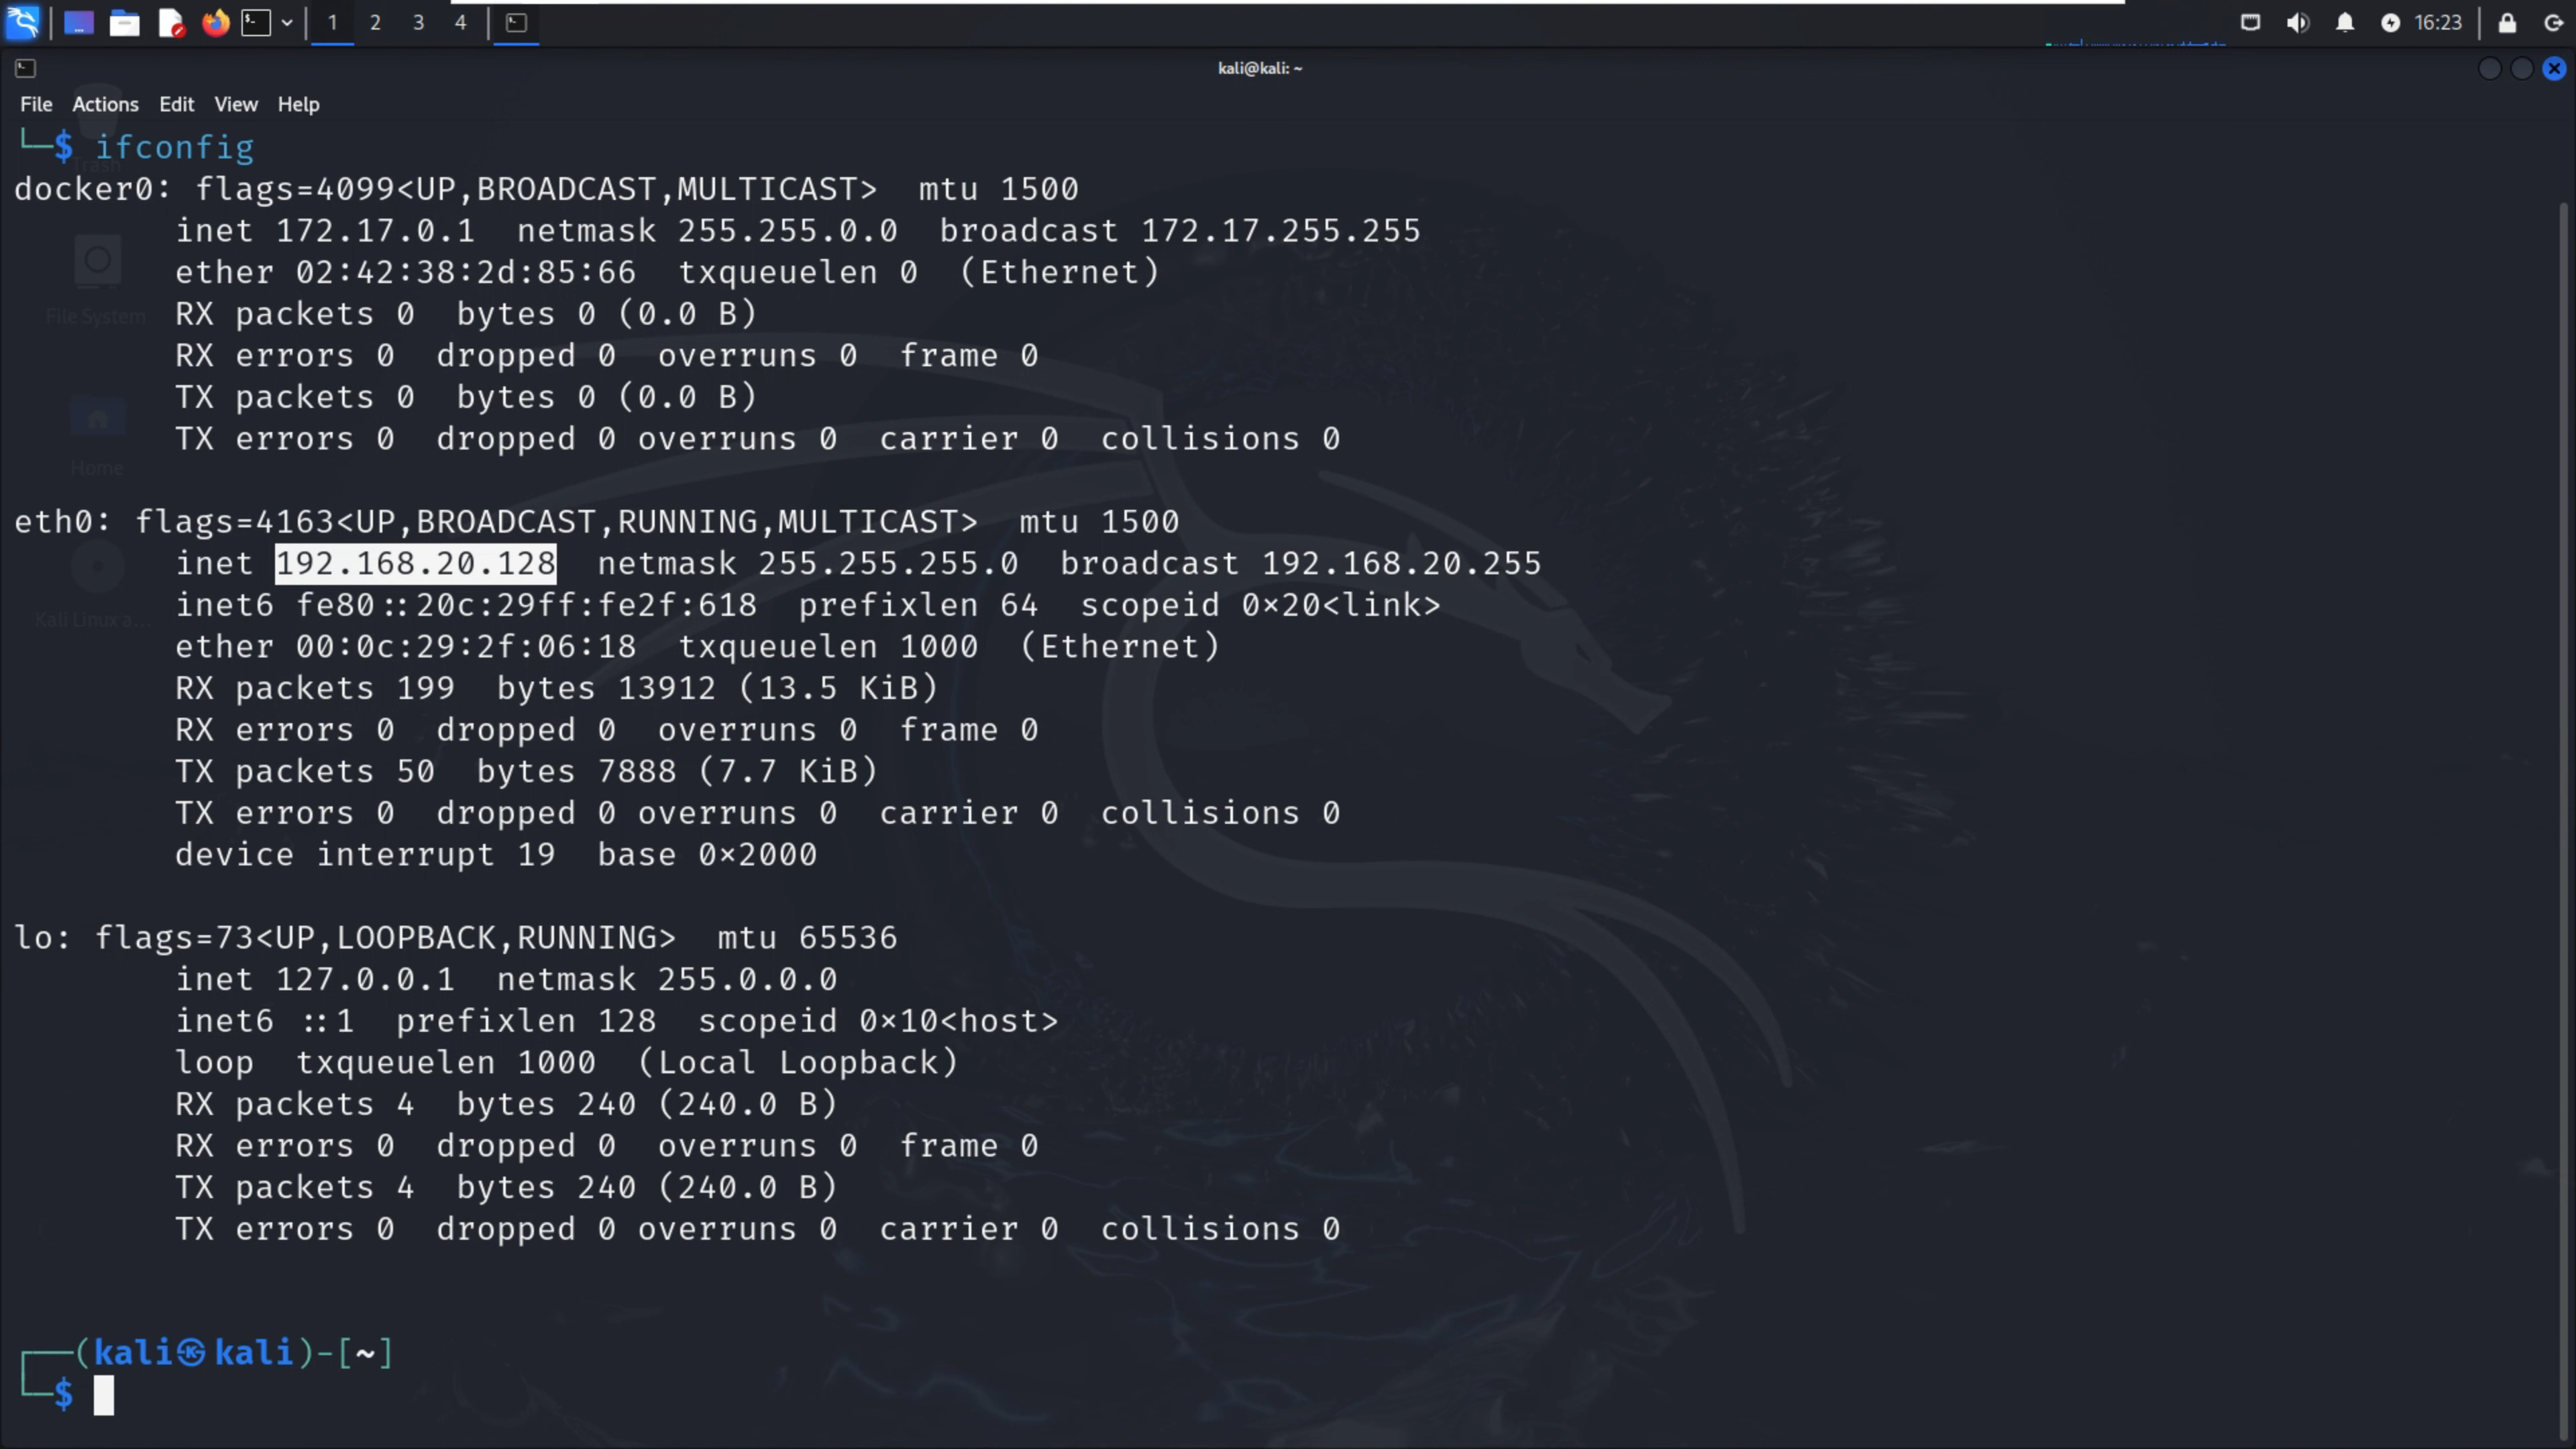 1 2 3 4 16:23
kali@kali: ~
File Actions Edit View Help
└─$ ifconfig
docker0: flags=4099<UP,BROADCAST,MULTICAST>  mtu 1500
        inet 172.17.0.1  netmask 255.255.0.0  broadcast 172.17.255.255
        ether 02:42:38:2d:85:66  txqueuelen 0  (Ethernet)
        RX packets 0  bytes 0 (0.0 B)
        RX errors 0  dropped 0  overruns 0  frame 0
        TX packets 0  bytes 0 (0.0 B)
        TX errors 0  dropped 0 overruns 0  carrier 0  collisions 0
eth0: flags=4163<UP,BROADCAST,RUNNING,MULTICAST>  mtu 1500
        inet 192.168.20.128  netmask 255.255.255.0  broadcast 192.168.20.255
        inet6 fe80::20c:29ff:fe2f:618  prefixlen 64  scopeid 0×20<link>
        ether 00:0c:29:2f:06:18  txqueuelen 1000  (Ethernet)
        RX packets 199  bytes 13912 (13.5 KiB)
        RX errors 0  dropped 0  overruns 0  frame 0
        TX packets 50  bytes 7888 (7.7 KiB)
        TX errors 0  dropped 0 overruns 0  carrier 0  collisions 0
        device interrupt 19  base 0×2000
lo: flags=73<UP,LOOPBACK,RUNNING>  mtu 65536
        inet 127.0.0.1  netmask 255.0.0.0
        inet6 ::1  prefixlen 128  scopeid 0×10<host>
        loop  txqueuelen 1000  (Local Loopback)
        RX packets 4  bytes 240 (240.0 B)
        RX errors 0  dropped 0  overruns 0  frame 0
        TX packets 4  bytes 240 (240.0 B)
        TX errors 0  dropped 0 overruns 0  carrier 0  collisions 0
┌──(kali㉿kali)-[~]
└─$
Trash
File System
Home
Kali Linux a...